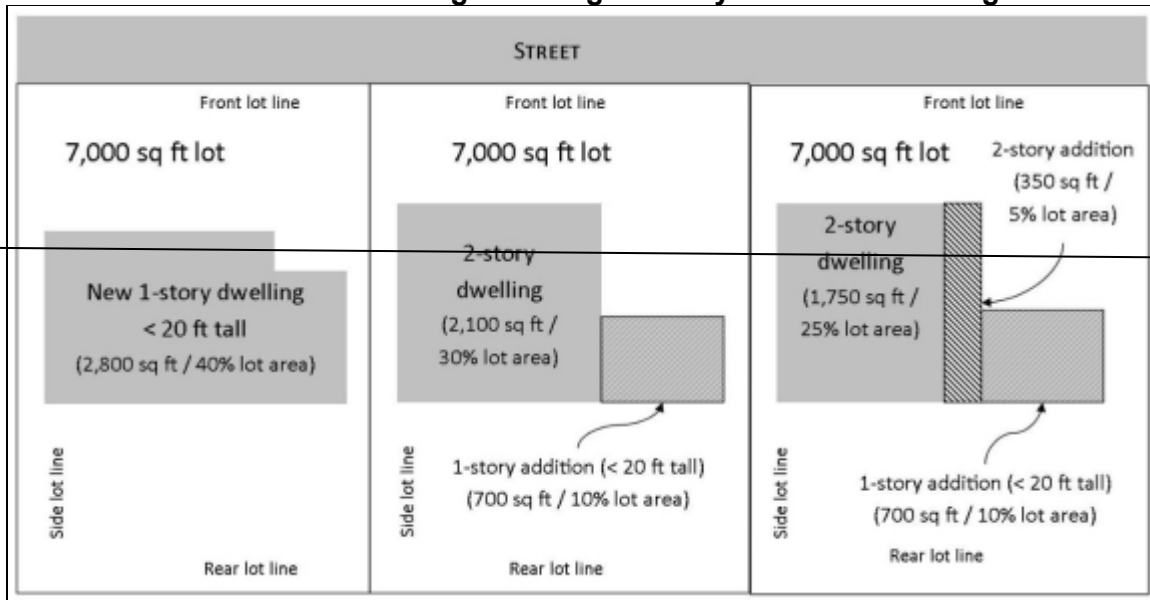 STREET
Front lot line
7,000 sq ft lot
New 1-story dwelling
< 20 ft tall
(2,800 sq ft / 40% lot area)
Side lot line
Rear lot line
Front lot line
7,000 sq ft lot
2-story
dwelling
(2,100 sq ft /
30% lot area)
1-story addition (< 20 ft tall)
(700 sq ft / 10% lot area)
Side lot line
Rear lot line
Front lot line
7,000 sq ft lot
2-story addition
(350 sq ft /
5% lot area)
2-story
dwelling
(1,750 sq ft /
25% lot area)
1-story addition (< 20 ft tall)
(700 sq ft / 10% lot area)
Side lot line
Rear lot line